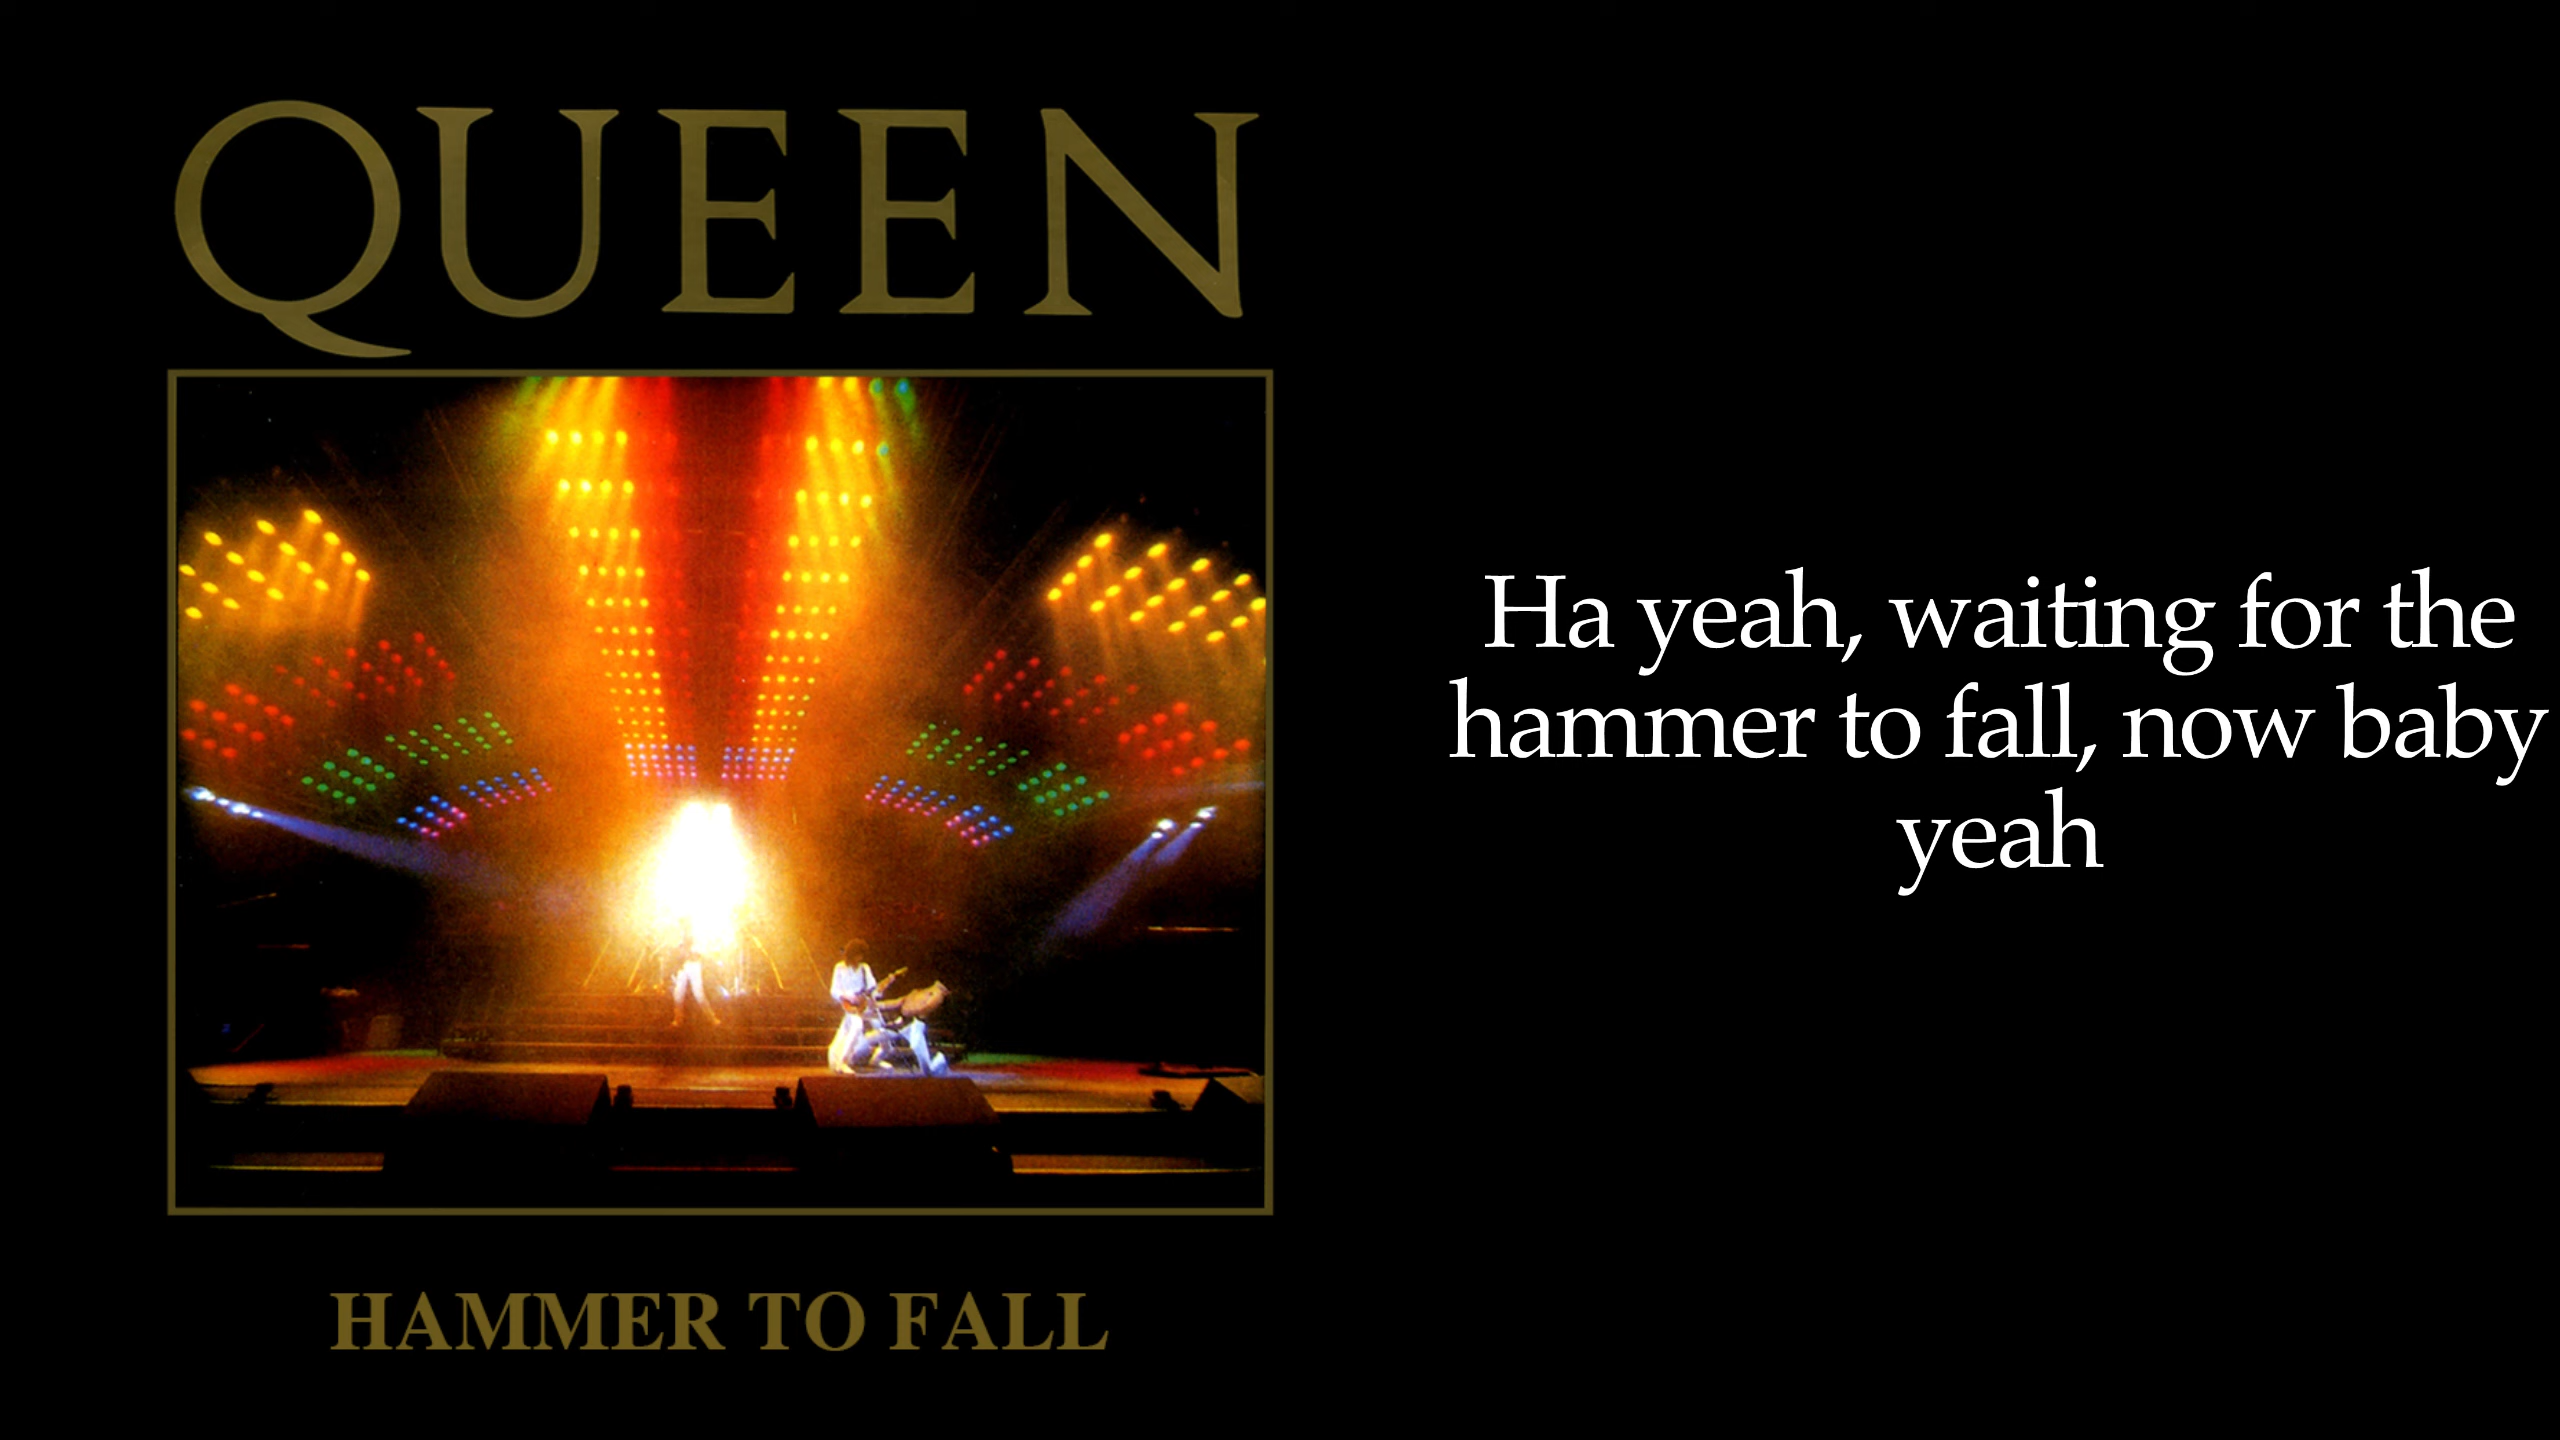 QUEEN
HAMMER TO FALL
Ha yeah, waiting for the
hammer to fall, now baby
yeah